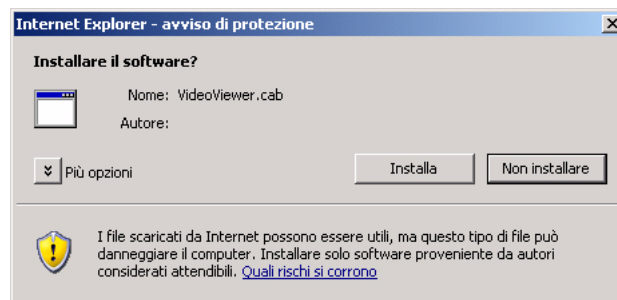 Internet Explorer - avviso di protezione
Installare il software?
Nome: VideoViewer.cab
Autore:
Più opzioni
Installa
Non installare
I file scaricati da Internet possono essere utili, ma questo tipo di file può
danneggiare il computer. Installare solo software proveniente da autori
considerati attendibili. Quali rischi si corrono